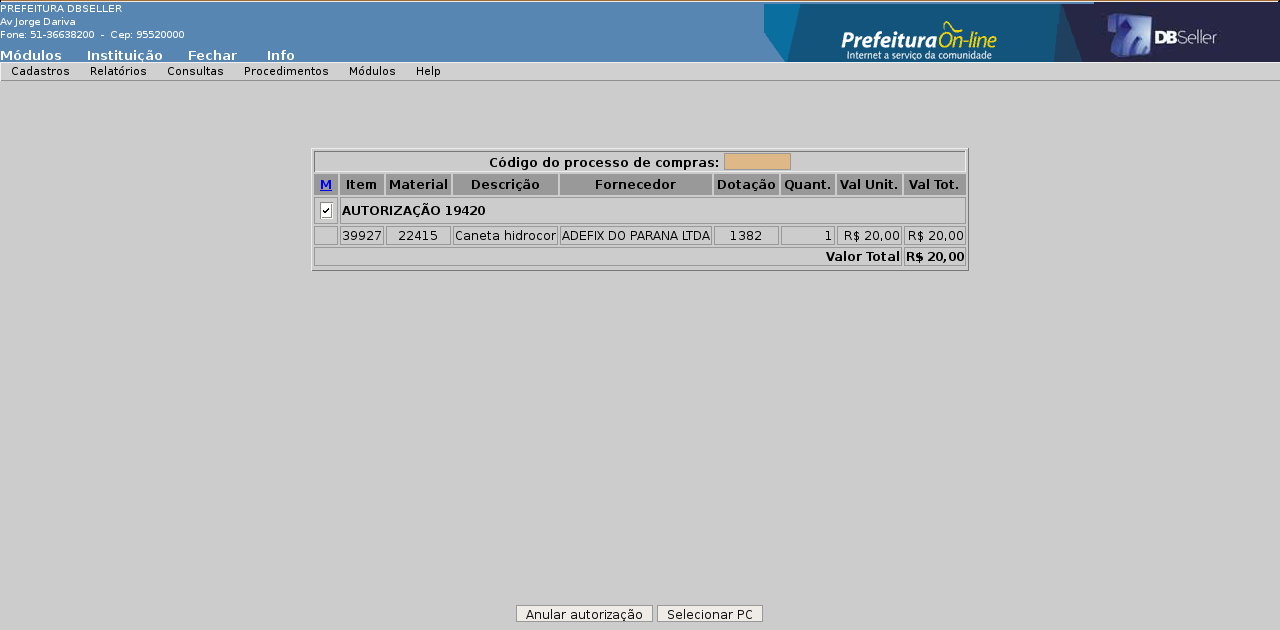 PREFEITURA DBSELLER
Av Jorge Dariva
Fone: 51-36638200 - Cep: 95520000
Módulos Instituição Fechar Info
PrefeituraOn-line
Internet a serviço da comunidade
DBSeller
Cadastros Relatórios Consultas Procedimentos Módulos Help
Código do processo de compras:
M Item Material Descrição Fornecedor Dotação Quant. Val Unit. Val Tot.
AUTORIZAÇÃO 19420
39927 22415 Caneta hidrocor ADEFIX DO PARANA LTDA 1382 1 R$ 20,00 R$ 20,00
Valor Total R$ 20,00
Anular autorização Selecionar PC